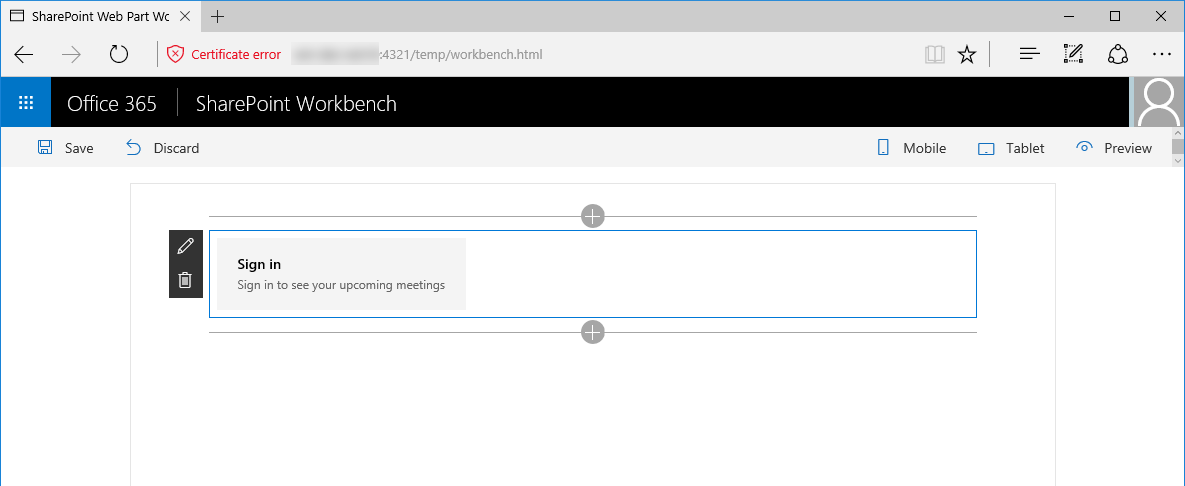 SharePoint Web Part Wo
Certificate error :4321/temp/workbench.html
Office 365 SharePoint Workbench
Save Discard Mobile Tablet Preview
Sign in
Sign in to see your upcoming meetings